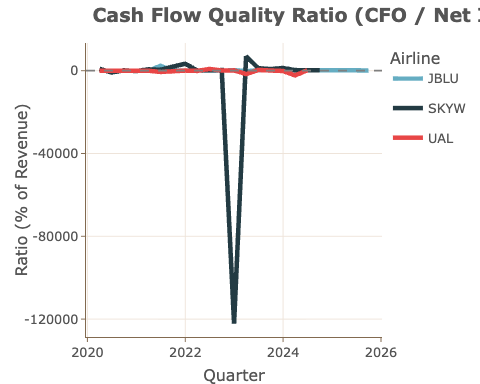 Cash Flow Quality Ratio (CFO / Net
Airline
JBLU
SKYW
UAL
0
-40000
-80000
-120000
Ratio (% of Revenue)
2020
2022
2024
2026
Quarter